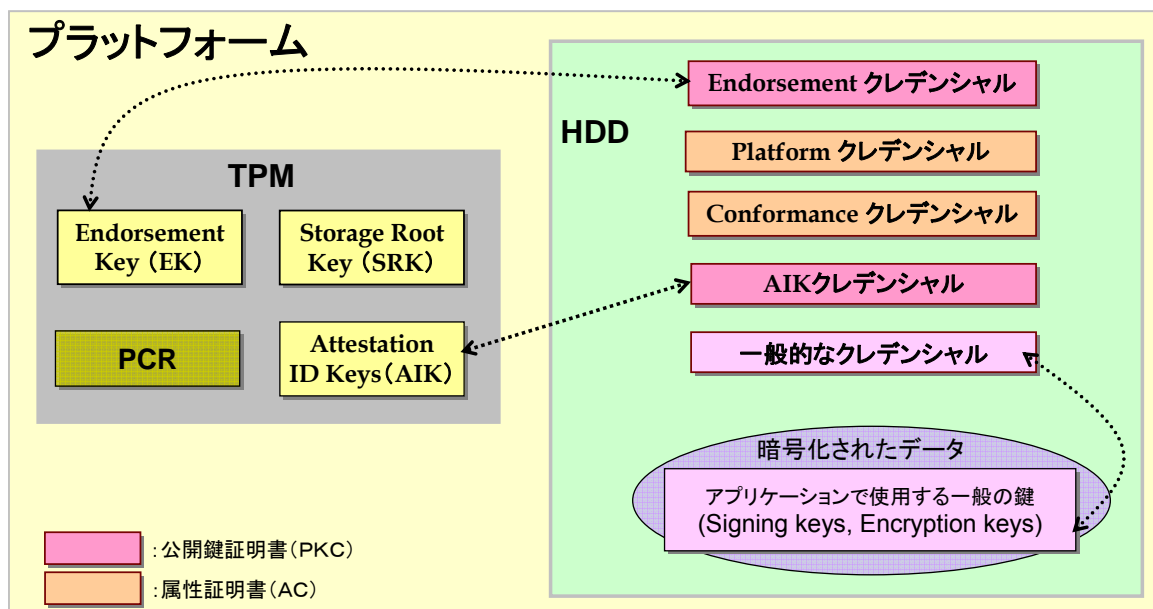 プラットフォーム
TPM
Endorsement
Key（EK）
Storage Root
Key（SRK）
PCR
Attestation
ID Keys（AIK）
HDD
Endorsement クレデンシャル
Platform クレデンシャル
Conformance クレデンシャル
AIKクレデンシャル
一般的なクレデンシャル
暗号化されたデータ
アプリケーションで使用する一般の鍵
(Signing keys, Encryption keys)
：公開鍵証明書（PKC）
：属性証明書（AC）